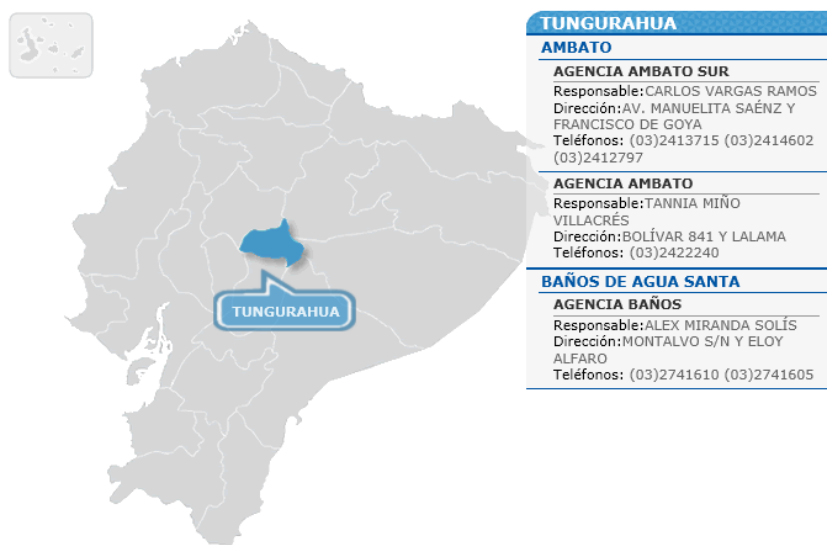 TUNGURAHUA
TUNGURAHUA
AMBATO
AGENCIA AMBATO SUR
Responsable:CARLOS VARGAS RAMOS
Dirección:AV. MANUELITA SAÉNZ Y
FRANCISCO DE GOYA
Teléfonos: (03)2413715 (03)2414602
(03)2412797
AGENCIA AMBATO
Responsable:TANNIA MIÑO
VILLACRÉS
Dirección:BOLÍVAR 841 Y LALAMA
Teléfonos: (03)2422240
BAÑOS DE AGUA SANTA
AGENCIA BAÑOS
Responsable:ALEX MIRANDA SOLÍS
Dirección:MONTALVO S/N Y ELOY
ALFARO
Teléfonos: (03)2741610 (03)2741605